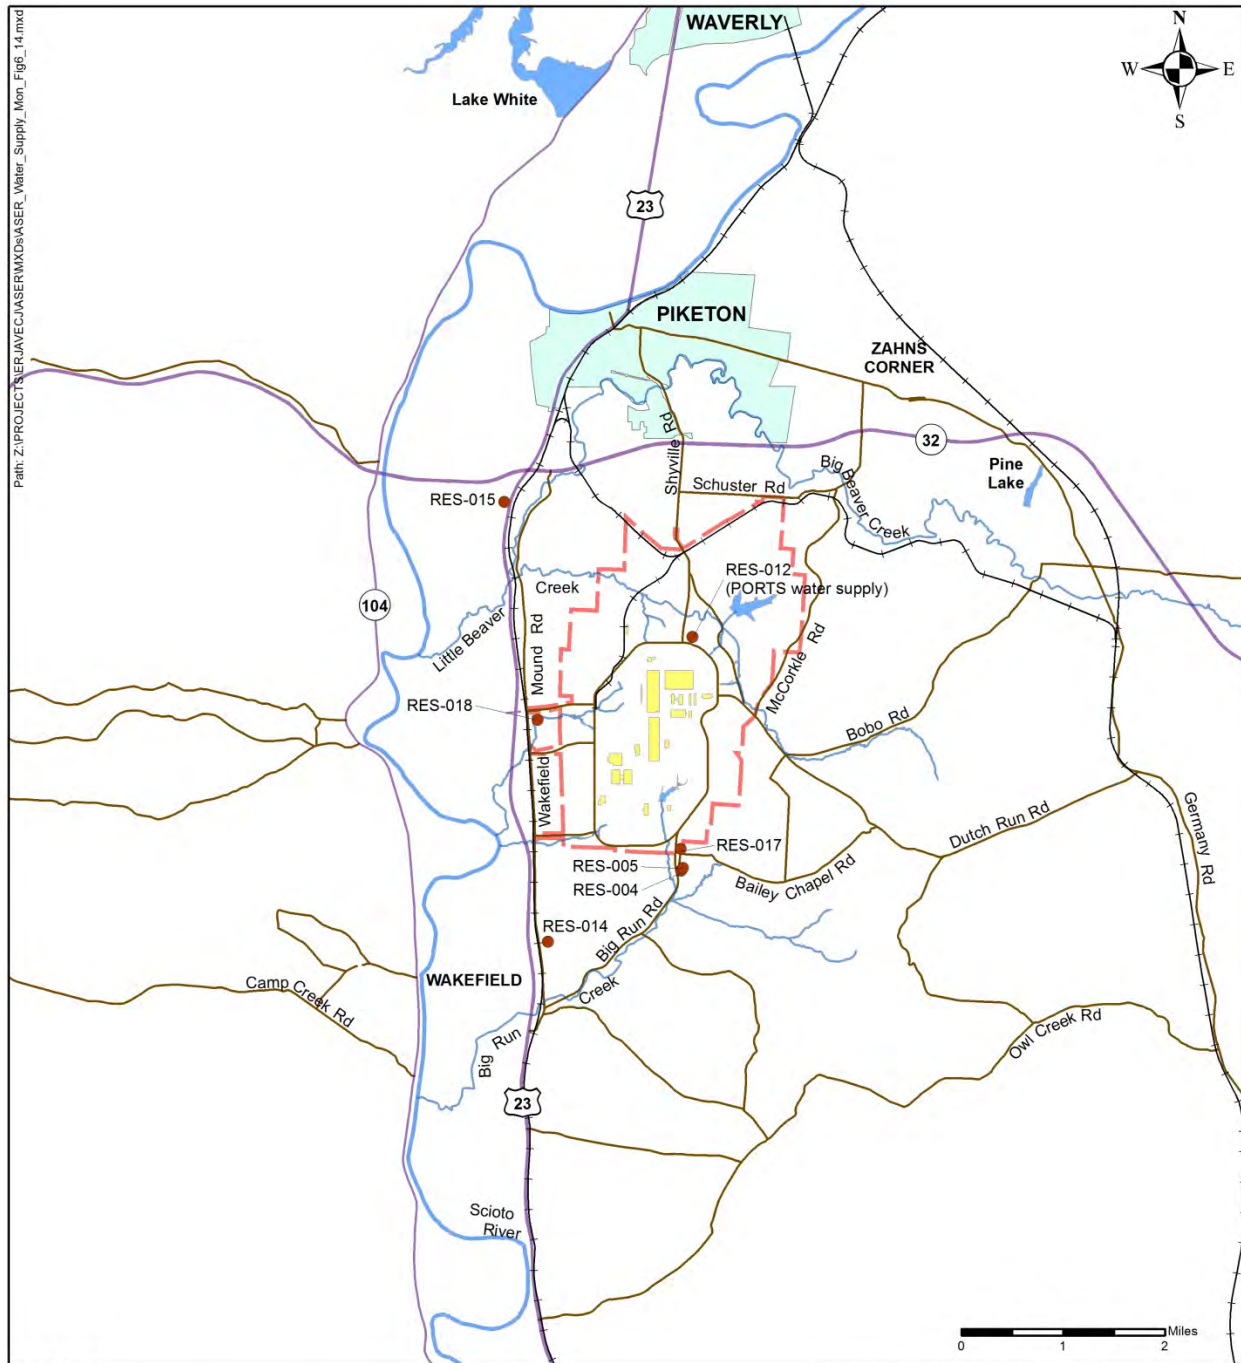 Path: Z:\PROJECTS\ERJAVECJ\ASER\MXDs\ASER_Water_Supply_Mon_Fig6_14.mxd
WAVERLY
N
W
E
S
Lake White
23
PIKETON
ZAHNS
CORNER
32
Shyville Rd
Pine
Lake
Big Beaver Creek
Schuster Rd
RES-015
RES-012
(PORTS water supply)
Creek
104
Little Beaver
Mound Rd
McCorkle Rd
RES-018
Bobo Rd
Wakefield
Germany Rd
Dutch Run Rd
RES-017
RES-005
RES-004
Bailey Chapel Rd
RES-014
Big Run Rd
WAKEFIELD
Camp Creek Rd
Creek
Big Run
Owl Creek Rd
23
Scioto
River
Miles
0 1 2